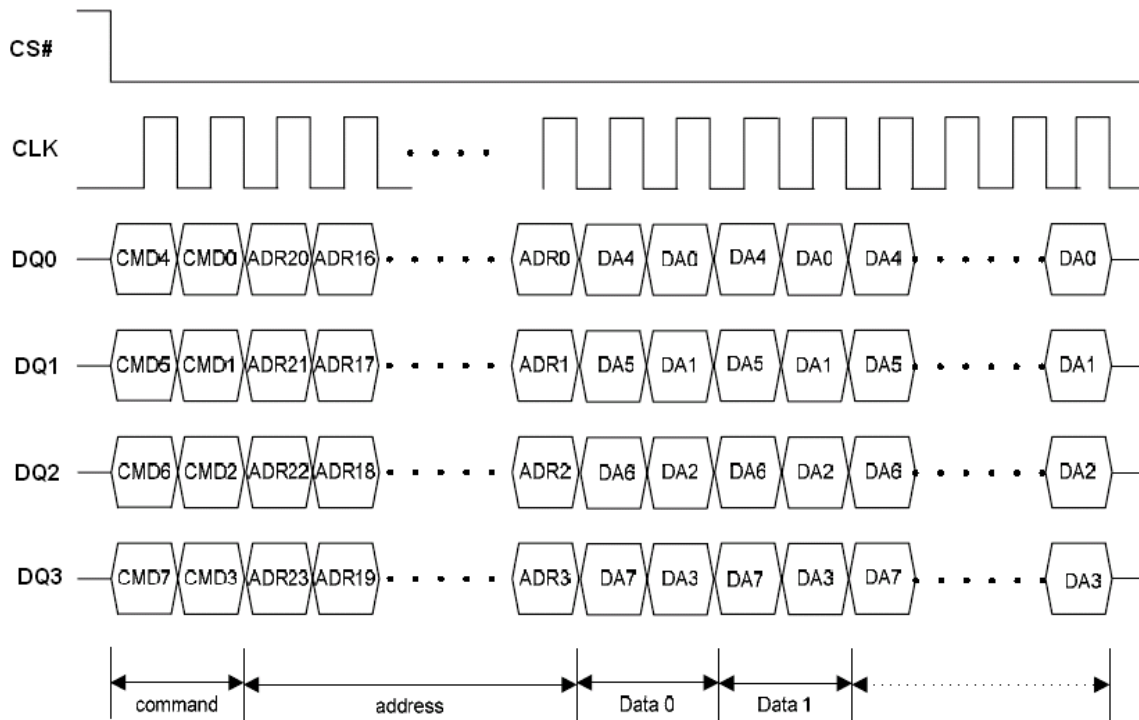 CS#
CLK
DQ0 CMD4 CMD0 ADR20 ADR16 ADR0 DA4 DA0 DA4 DA0 DA4 DA0
DQ1 CMD5 CMD1 ADR21 ADR17 ADR1 DA5 DA1 DA5 DA1 DA5 DA1
DQ2 CMD6 CMD2 ADR22 ADR18 ADR2 DA6 DA2 DA6 DA2 DA6 DA2
DQ3 CMD7 CMD3 ADR23 ADR19 ADR3 DA7 DA3 DA7 DA3 DA7 DA3
command address Data 0 Data 1